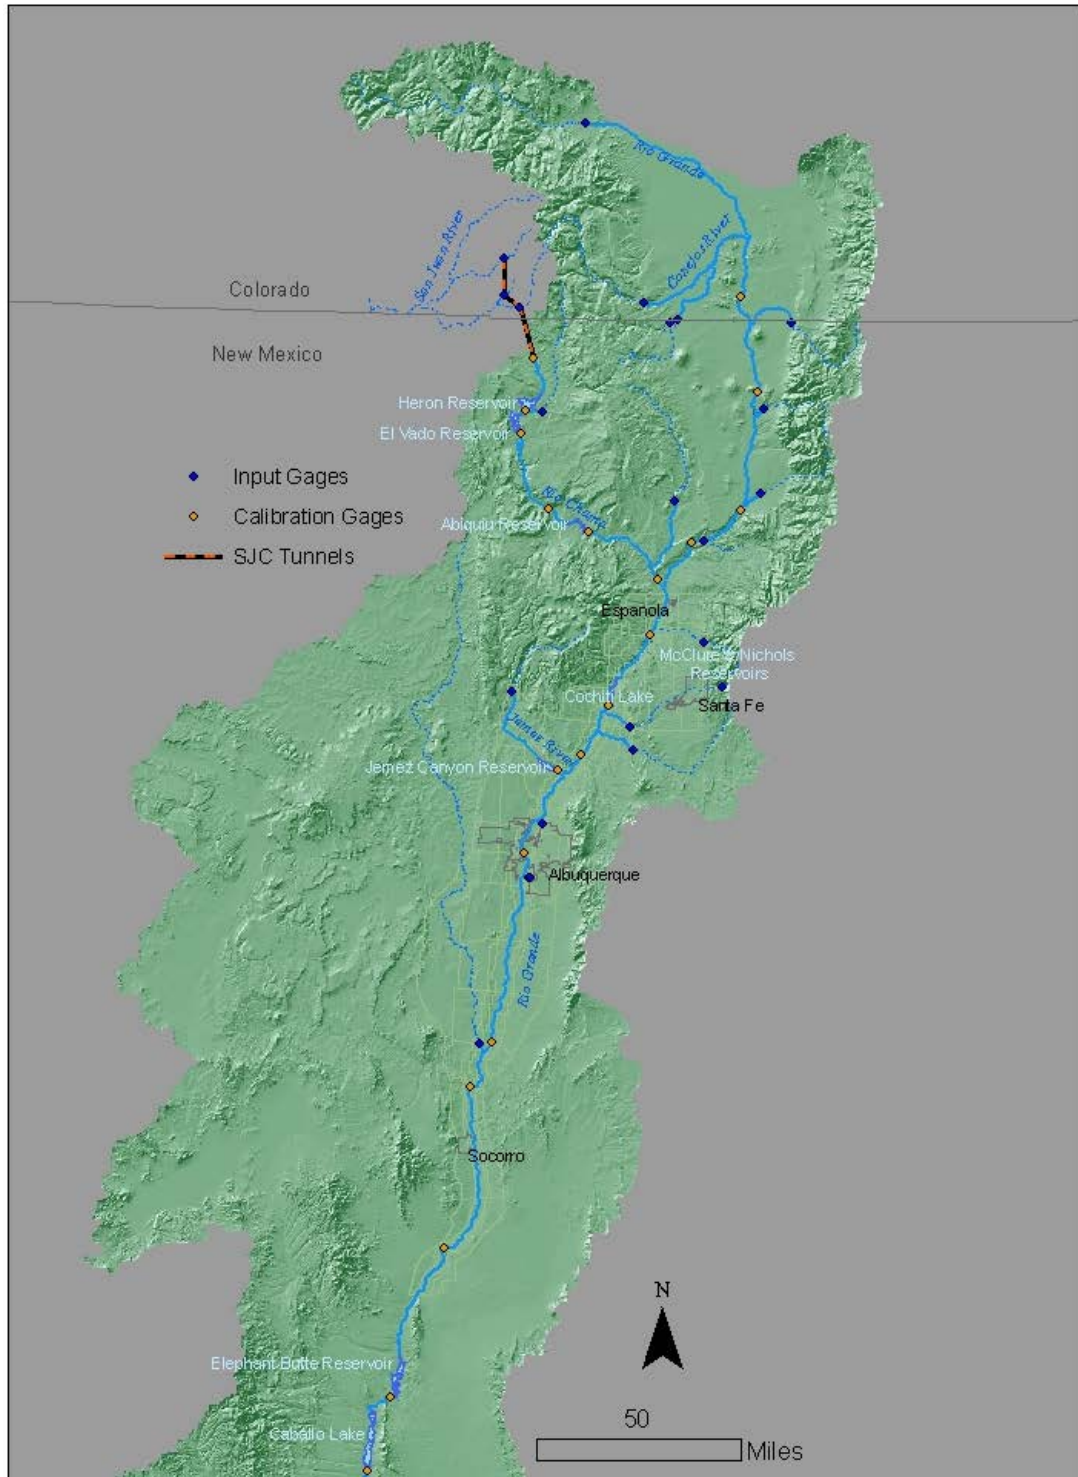 Rio Grande
San Juan River
Conejos River
Colorado
New Mexico
Heron Reservoir
El Vado Reservoir
Input Gages
Calibration Gages
SJC Tunnels
Rio Chama
Abiquiu Reservoir
Espanola
McClure & Nichols
Reservoirs
Cochiti Lake
Santa Fe
Jemez River
Jemez Canyon Reservoir
Albuquerque
Rio Grande
Socorro
N
Elephant Butte Reservoir
Caballo Lake
50
Miles